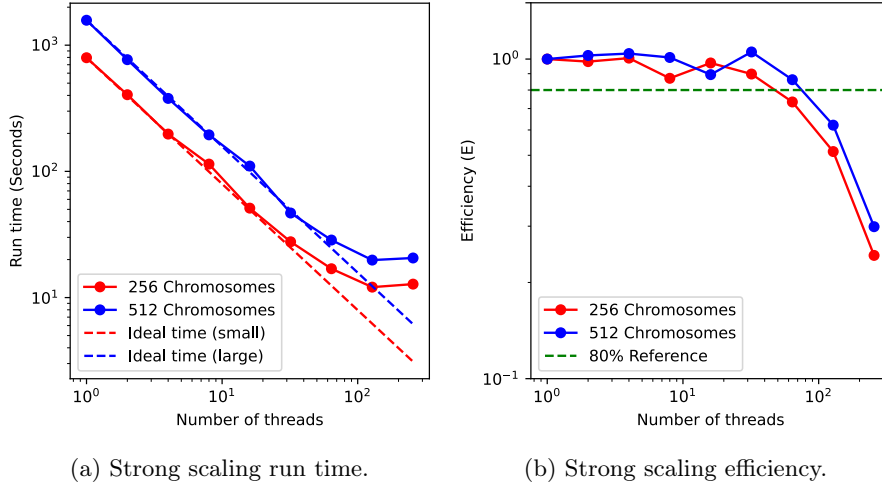 10³
10²
10¹
Run time (Seconds)
256 Chromosomes
512 Chromosomes
Ideal time (small)
Ideal time (large)
10⁰
10¹
10²
Number of threads
(a) Strong scaling run time.
10⁰
10⁻¹
Efficiency (E)
256 Chromosomes
512 Chromosomes
80% Reference
10⁰
10¹
10²
Number of threads
(b) Strong scaling efficiency.